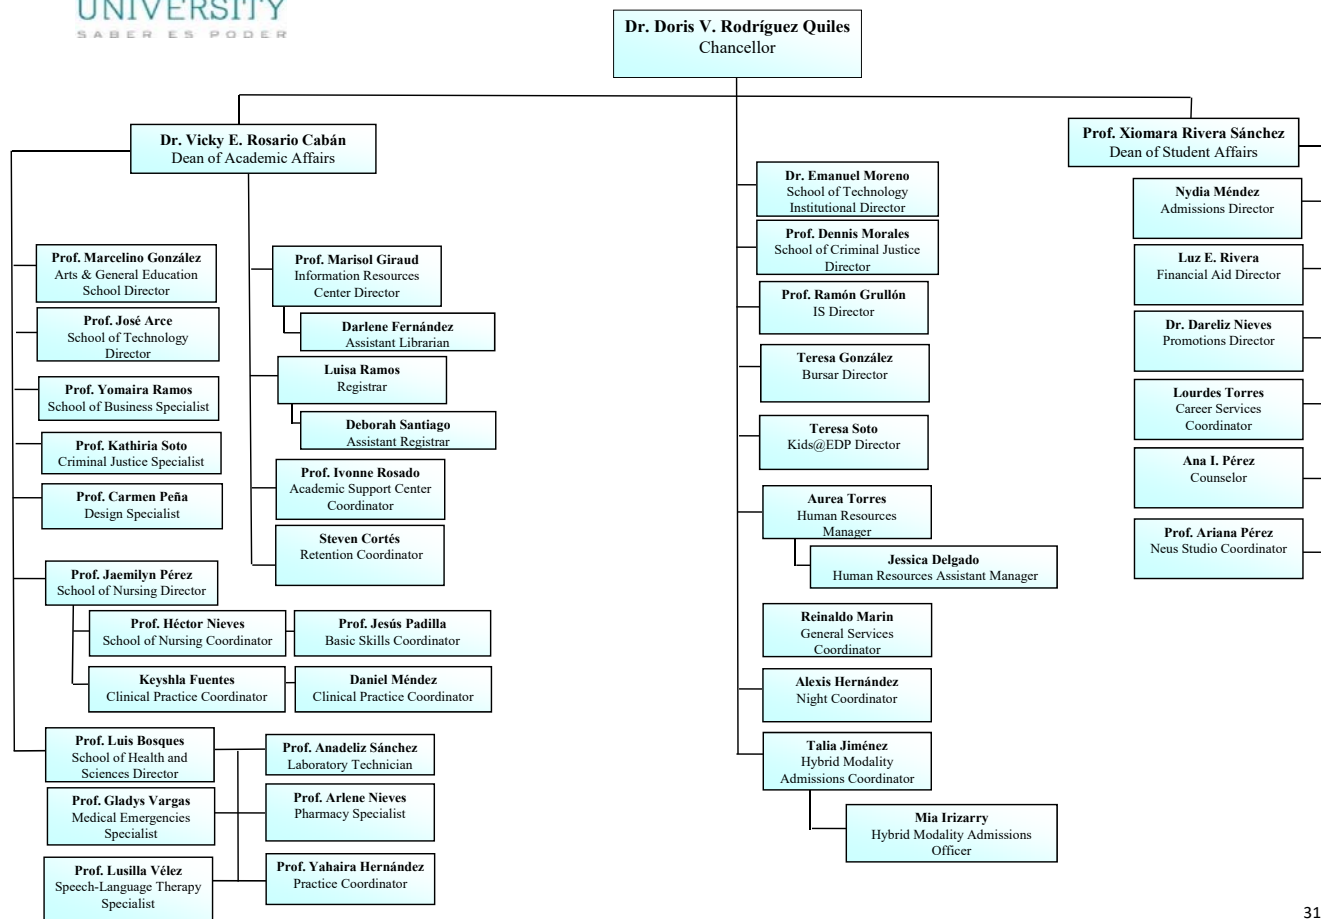 UNIVERSITY
SABER ES PODER
Dr. Doris V. Rodríguez Quiles
Chancellor
Dr. Vicky E. Rosario Cabán
Dean of Academic Affairs
Prof. Xiomara Rivera Sánchez
Dean of Student Affairs
Prof. Marcelino González
Arts & General Education
School Director
Prof. José Arce
School of Technology
Director
Prof. Yomaira Ramos
School of Business Specialist
Prof. Kathiria Soto
Criminal Justice Specialist
Prof. Carmen Peña
Design Specialist
Prof. Jaemilyn Pérez
School of Nursing Director
Prof. Héctor Nieves
School of Nursing Coordinator
Prof. Jesús Padilla
Basic Skills Coordinator
Keyshla Fuentes
Clinical Practice Coordinator
Daniel Méndez
Clinical Practice Coordinator
Prof. Luis Bosques
School of Health and
Sciences Director
Prof. Anadeliz Sánchez
Laboratory Technician
Prof. Gladys Vargas
Medical Emergencies
Specialist
Prof. Arlene Nieves
Pharmacy Specialist
Prof. Lusilla Vélez
Speech-Language Therapy
Specialist
Prof. Yahaira Hernández
Practice Coordinator
Prof. Marisol Giraud
Information Resources
Center Director
Darlene Fernández
Assistant Librarian
Luisa Ramos
Registrar
Deborah Santiago
Assistant Registrar
Prof. Ivonne Rosado
Academic Support Center
Coordinator
Steven Cortés
Retention Coordinator
Dr. Emanuel Moreno
School of Technology
Institutional Director
Prof. Dennis Morales
School of Criminal Justice
Director
Prof. Ramón Grullón
IS Director
Teresa González
Bursar Director
Teresa Soto
Kids@EDP Director
Aurea Torres
Human Resources
Manager
Jessica Delgado
Human Resources Assistant Manager
Reinaldo Marin
General Services
Coordinator
Alexis Hernández
Night Coordinator
Talia Jiménez
Hybrid Modality
Admissions Coordinator
Mia Irizarry
Hybrid Modality Admissions
Officer
Nydia Méndez
Admissions Director
Luz E. Rivera
Financial Aid Director
Dr. Dareliz Nieves
Promotions Director
Lourdes Torres
Career Services
Coordinator
Ana I. Pérez
Counselor
Prof. Ariana Pérez
Neus Studio Coordinator
31